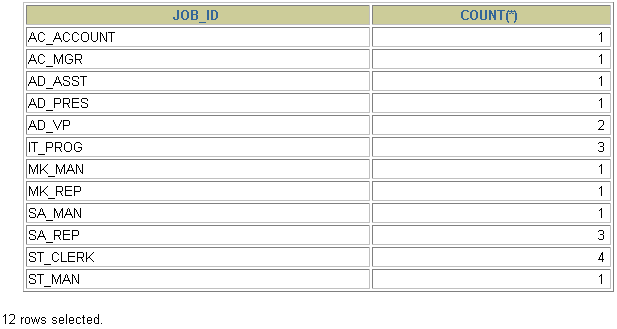 JOB_ID COUNT(*)
AC_ACCOUNT 1
AC_MGR 1
AD_ASST 1
AD_PRES 1
AD_VP 2
IT_PROG 3
MK_MAN 1
MK_REP 1
SA_MAN 1
SA_REP 3
ST_CLERK 4
ST_MAN 1
12 rows selected.